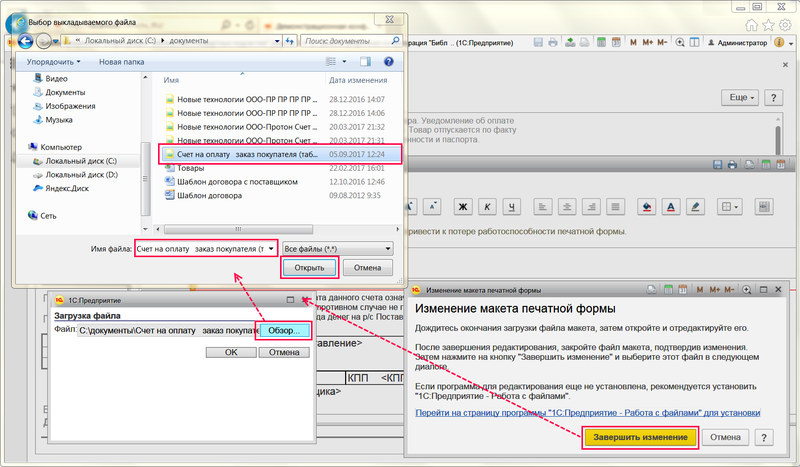 Выбор выкладываемого файла
Локальный диск (C:) ▸ документы ▸
Поиск: документы
Упорядочить
Новая папка
Имя
Дата изменения
Видео
Документы
Изображения
Музыка
Компьютер
Локальный диск (C:)
Локальный диск (D:)
Яндекс.Диск
Сеть
Новые технологии ООО-ПР ПР ПР ПР ... 28.12.2016 14:07
Новые технологии ООО-ПР ПР ПР ПР ... 28.12.2016 14:06
Новые технологии ООО-Протон Счет ... 20.03.2017 21:32
Новые технологии ООО-Протон Счет ... 20.03.2017 21:31
Счет на оплату заказ покупателя (таб... 05.09.2017 12:24
Товары 22.02.2017 16:01
Шаблон договора с поставщиком 12.10.2016 12:46
Шаблон договора 09.08.2012 9:35
Имя файла: Счет на оплату заказ покупателя (т
Все файлы (*.*)
Открыть
Отмена
рация "Библ .. (1С:Предприятие)
M M+ M-
Администратор
Еще
?
ра Уведомление об оплате
Товар отпускается по факту
енности и паспорта.
Ж К Ч
ривести к потере работоспособности печатной формы.
1С:Предприятие
Загрузка файла
Файл: C:\документы\Счет на оплату заказ покупате
Обзор...
OK
Отмена
та данного счета означ
ротивном случае не г
да денег на р/с Постав
тавление>
КПП <КП
щика>
Изменение макета печатной формы
M M+ M-
Изменение макета печатной формы
Дождитесь окончания загрузки файла макета, затем откройте и отредактируйте его.
После завершения редактирования, закройте файл макета, подтвердив изменения.
Затем нажмите на кнопку "Завершить изменение" и выберите этот файл в следующем
диалоге.
Если программа для редактирования еще не установлена, рекомендуется установить
"1С:Предприятие - Работа с файлами".
Перейти на страницу программы "1С:Предприятие - Работа с файлами" для установки
Завершить изменение
Отмена
?